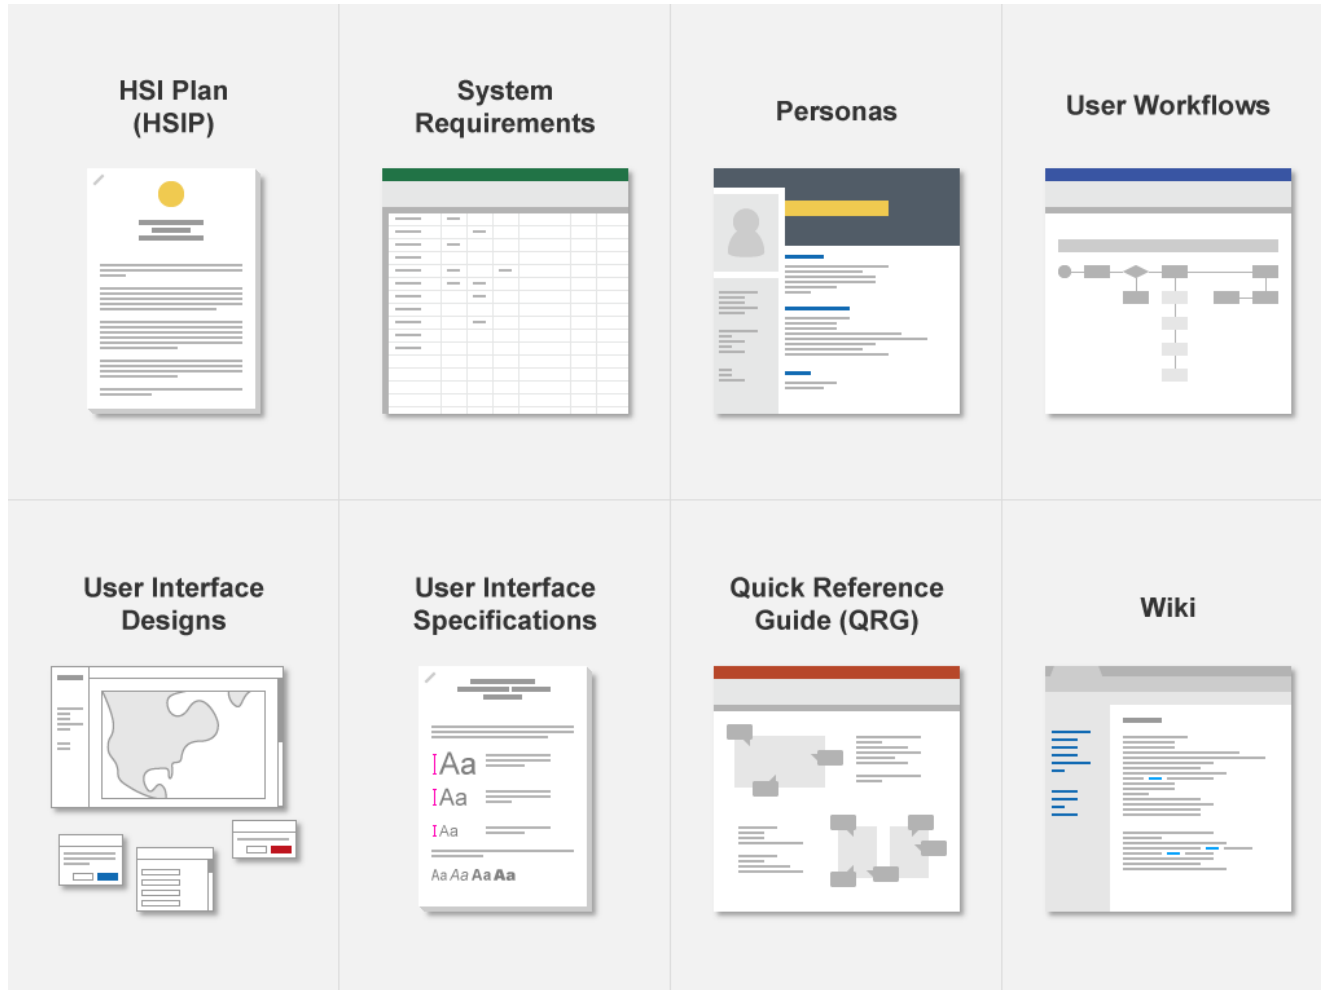 HSI Plan
(HSIP)
System
Requirements
Personas
User Workflows
User Interface
Designs
User Interface
Specifications
Aa
Aa
Aa
Aa Aa Aa Aa
Quick Reference
Guide (QRG)
Wiki